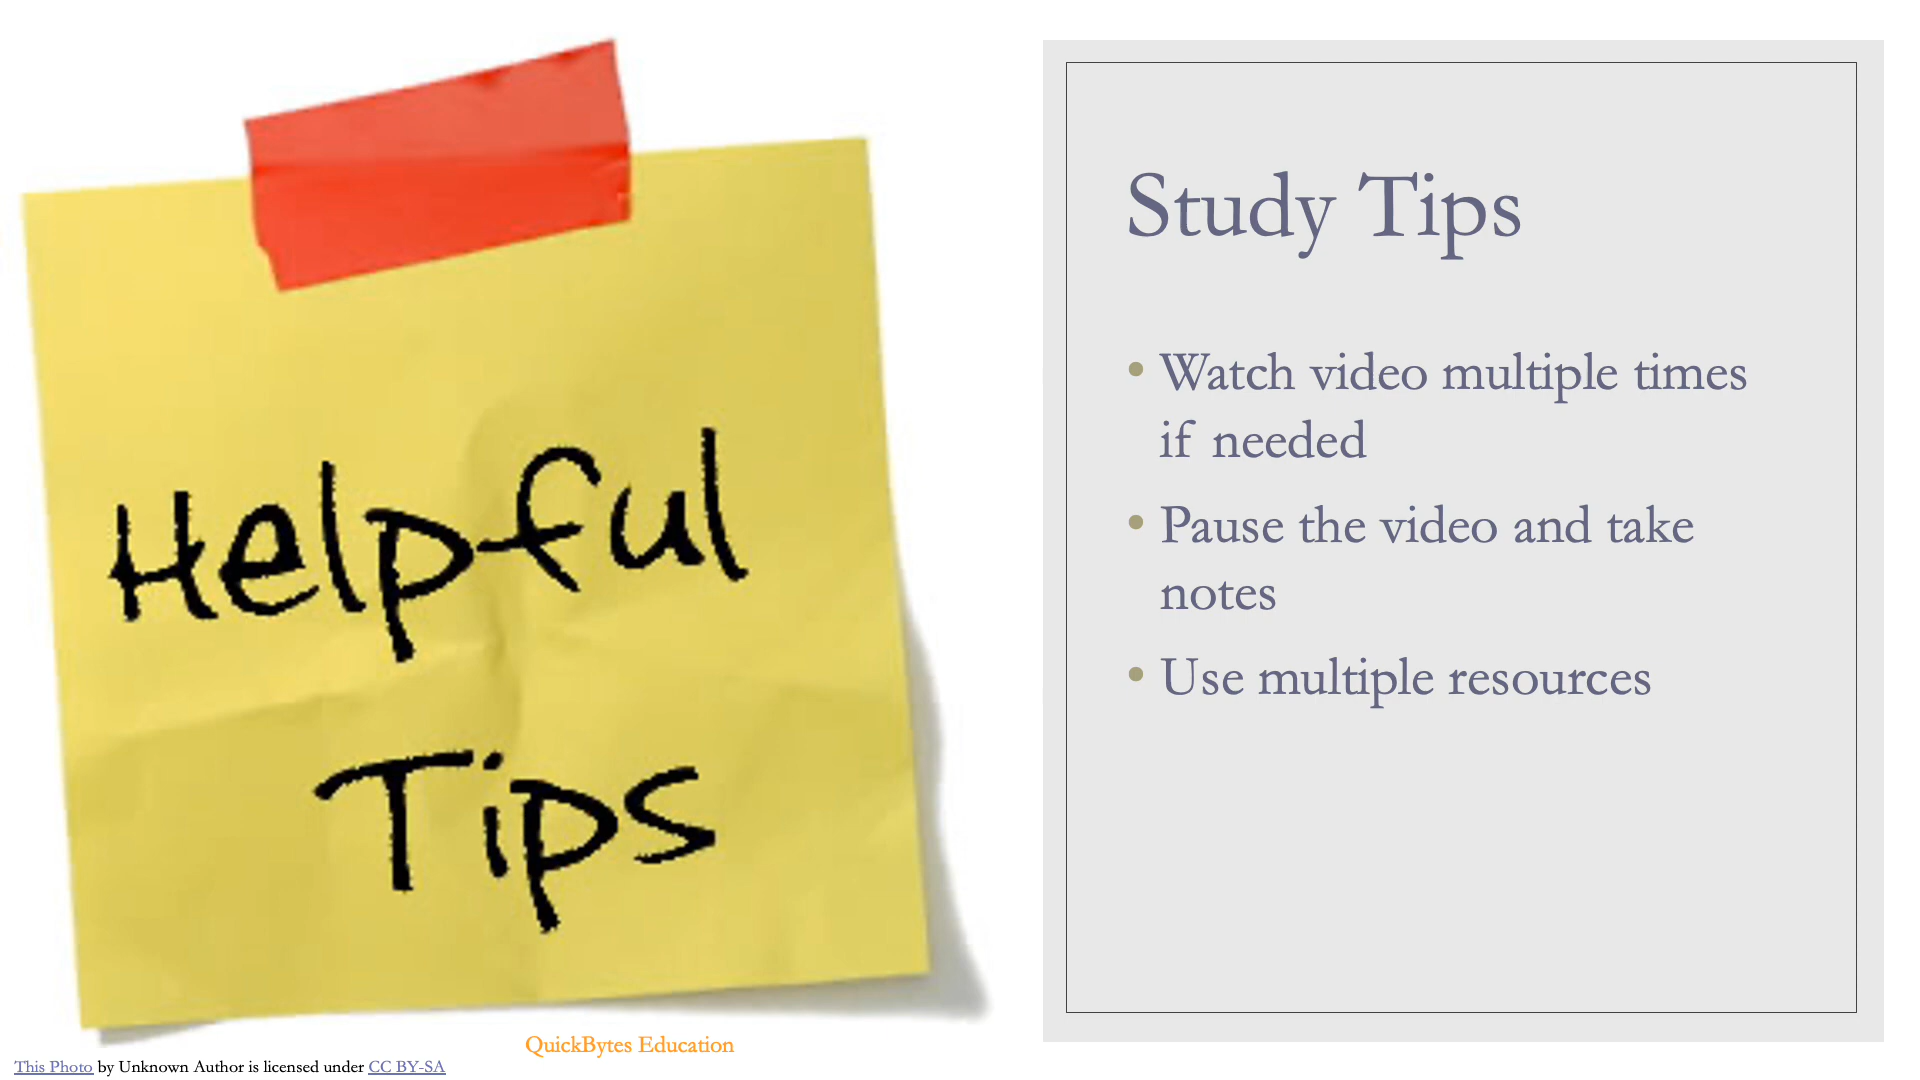 Helpful
Tips
Study Tips
• Watch video multiple times
if needed
• Pause the video and take
notes
• Use multiple resources
QuickBytes Education
This Photo by Unknown Author is licensed under CC BY-SA